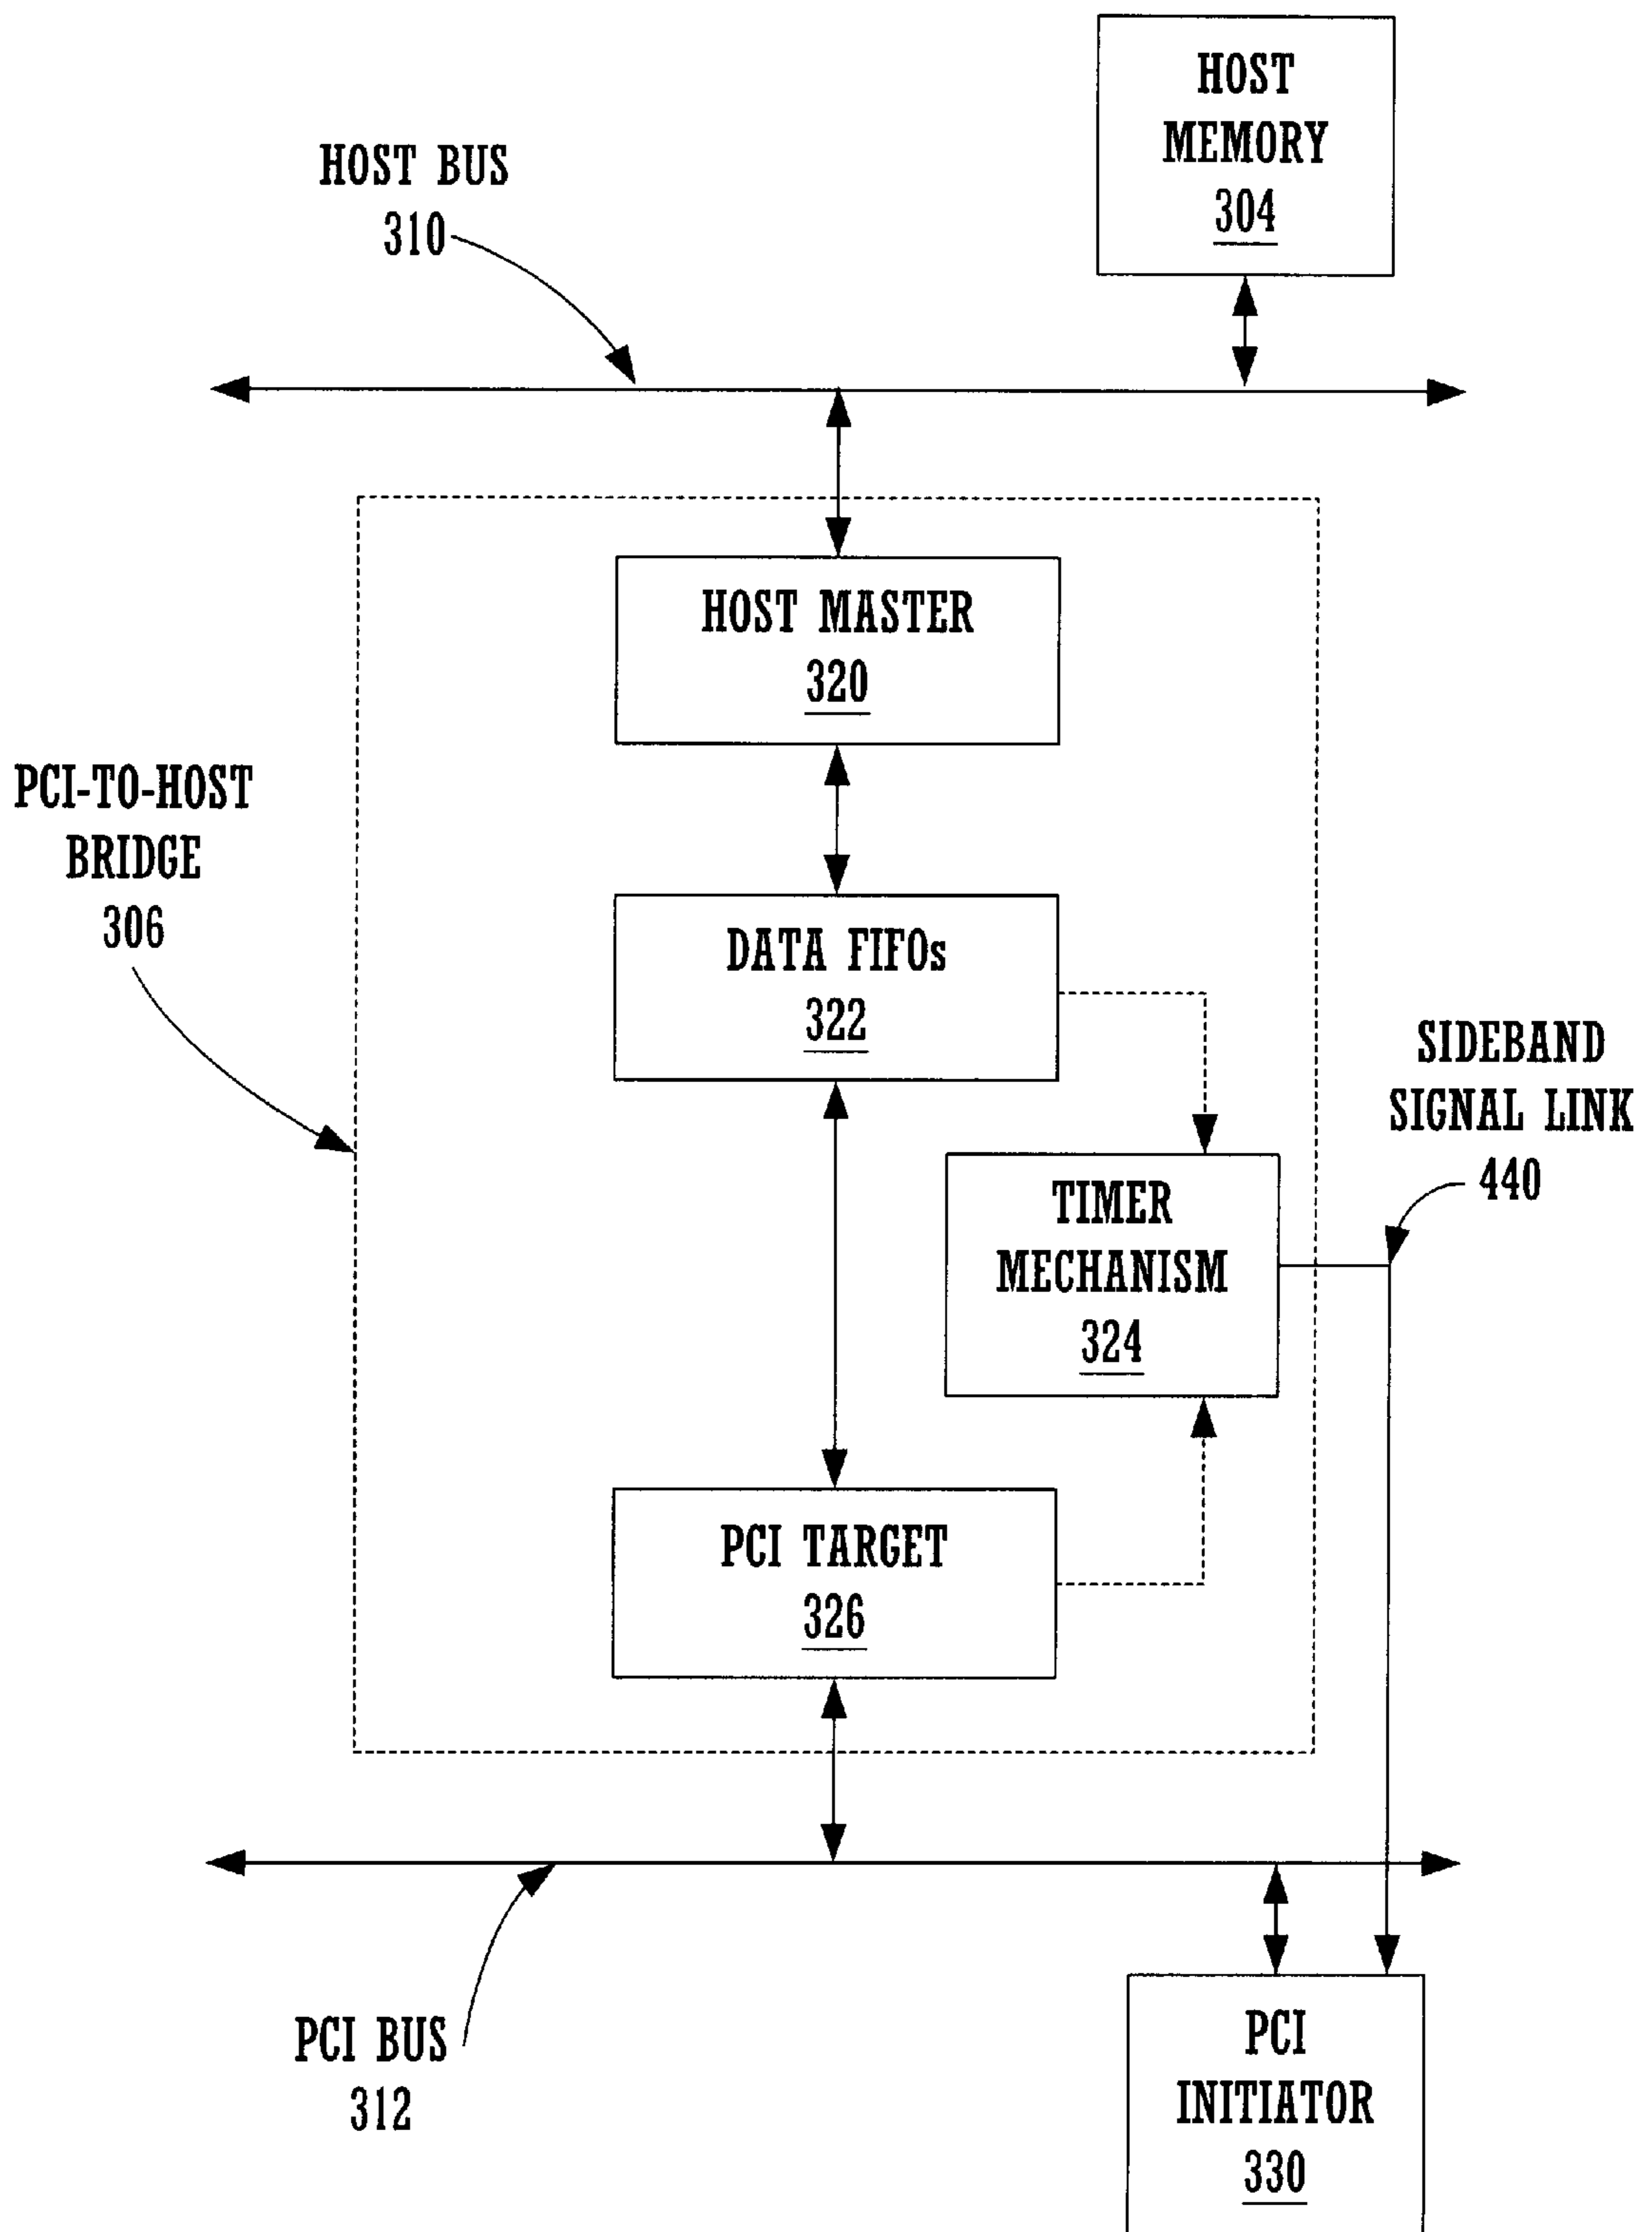 HOST
MEMORY
304
HOST BUS
310
HOST MASTER
320
PCI-TO-HOST
BRIDGE
306
DATA FIFOs
322
SIDEBAND
SIGNAL LINK
440
TIMER
MECHANISM
324
PCI TARGET
326
PCI BUS
312
PCI
INITIATOR
330